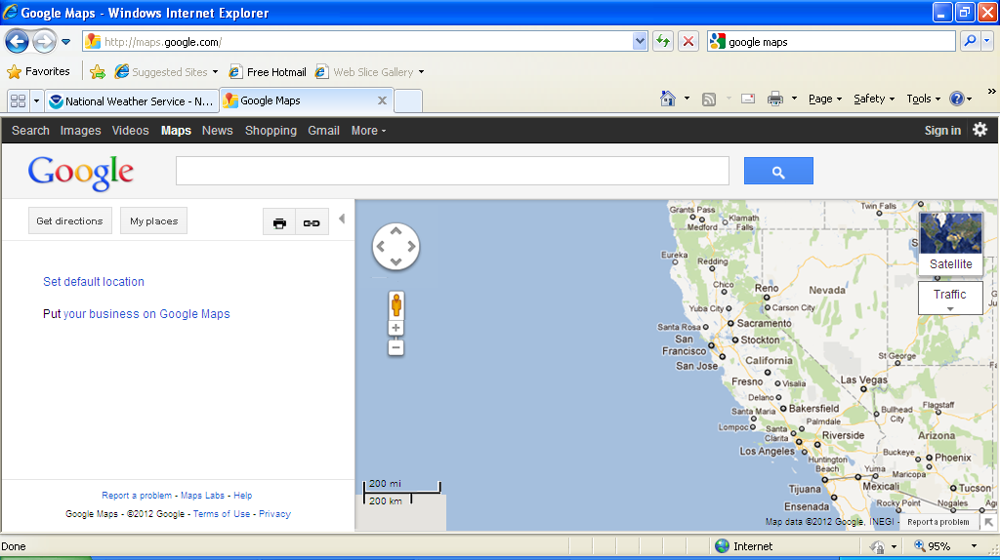 Google Maps - Windows Internet Explorer
http://maps.google.com/
google maps
Favorites Suggested Sites Free Hotmail Web Slice Gallery
National Weather Service - N... Google Maps
Page Safety Tools
Search Images Videos Maps News Shopping Gmail More Sign in
Google
Get directions My places
Set default location
Put your business on Google Maps
Report a problem - Maps Labs - Help
Google Maps - ©2012 Google - Terms of Use - Privacy
200 mi
200 km
Grants Pass
Medford
Klamath
Falls
Twin Falls
Eureka
Redding
Chico
Reno
Nevada
Yuba City
Carson City
Santa Rosa
Sacramento
San
Francisco
Stockton
San Jose
California
St George
Fresno
Visalia
Las Vegas
Delano
Santa Maria
Bakersfield
Bullhead
City
Flagstaff
Lompoc
Santa
Clarita
Palmdale
Riverside
Arizona
Los Angeles
Huntington
Beach
Buckeye
Phoenix
Yuma
Maricopa
Tijuana
Mexicali
Tucson
Ensenada
Rocky Point
Nogales
Satellite
Traffic
Map data ©2012 Google, INEGI -
Report a problem
Done Internet 95%